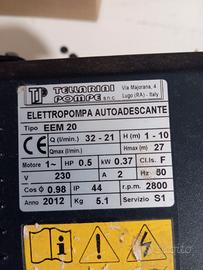 TP TELLARINI POMPE s.n.c. Via Majorana, 4
Lugo (RA) - Italy
ELETTROPOMPA AUTOADESCANTE
Tipo EEM 20
Q (l/min.) 32 - 21 H (m) 1 - 10
Qmax (l/min.) Hmax (m) 27
Motore 1~ HP 0.5 kW 0.37 Cl.Is. F
V 230 A 2 Hz 50
Cos φ 0.98 IP 44 r.p.m. 2800
Anno 2012 Kg 5.1 Servizio S1
subito